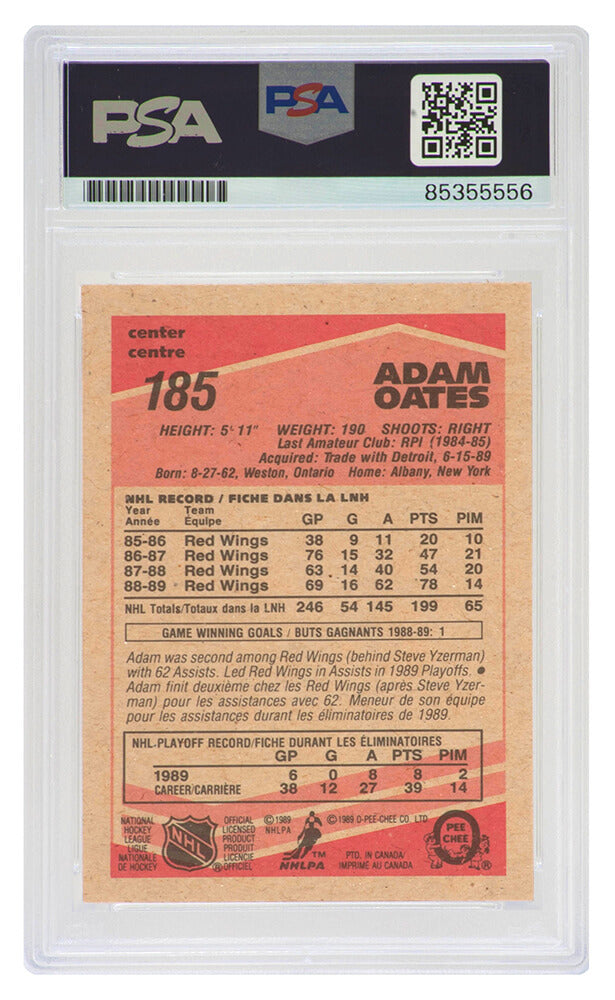 PSA
PSA
85355556
center
centre
185
ADAM
OATES
HEIGHT: 5'11" WEIGHT: 190 SHOOTS: RIGHT
Last Amateur Club: RPI (1984-85)
Acquired: Trade with Detroit, 6-15-89
Born: 8-27-62, Weston, Ontario Home: Albany, New York
NHL RECORD / FICHE DANS LA LNH
Year Team
Année Équipe GP G A PTS PIM
85-86 Red Wings 38 9 11 20 10
86-87 Red Wings 76 15 32 47 21
87-88 Red Wings 63 14 40 54 20
88-89 Red Wings 69 16 62 78 14
NHL Totals/Totaux dans la LNH 246 54 145 199 65
GAME WINNING GOALS / BUTS GAGNANTS 1988-89: 1
Adam was second among Red Wings (behind Steve Yzerman)
with 62 Assists. Led Red Wings in Assists in 1989 Playoffs. •
Adam finit deuxième chez les Red Wings (après Steve Yzer-
man) pour les assistances avec 62. Meneur de son équipe
pour les assistances durant les éliminatoires de 1989.
NHL-PLAYOFF RECORD/FICHE DURANT LES ÉLIMINATOIRES
GP G A PTS PIM
1989 6 0 8 8 2
CAREER/CARRIÈRE 38 12 27 39 14
NATIONAL
HOCKEY
LEAGUE
LIGUE
NATIONALE
DE HOCKEY
NHL
OFFICIAL
LICENSED
PRODUCT
PRODUIT
LICENCIÉ
®OFFICIEL
©1989
NHLPA
TM
NHLPA
©1989 O-PEE-CHEE CO. LTD
PTD. IN CANADA/
IMPRIMÉ AU CANADA
O
PEE
CHEE
®